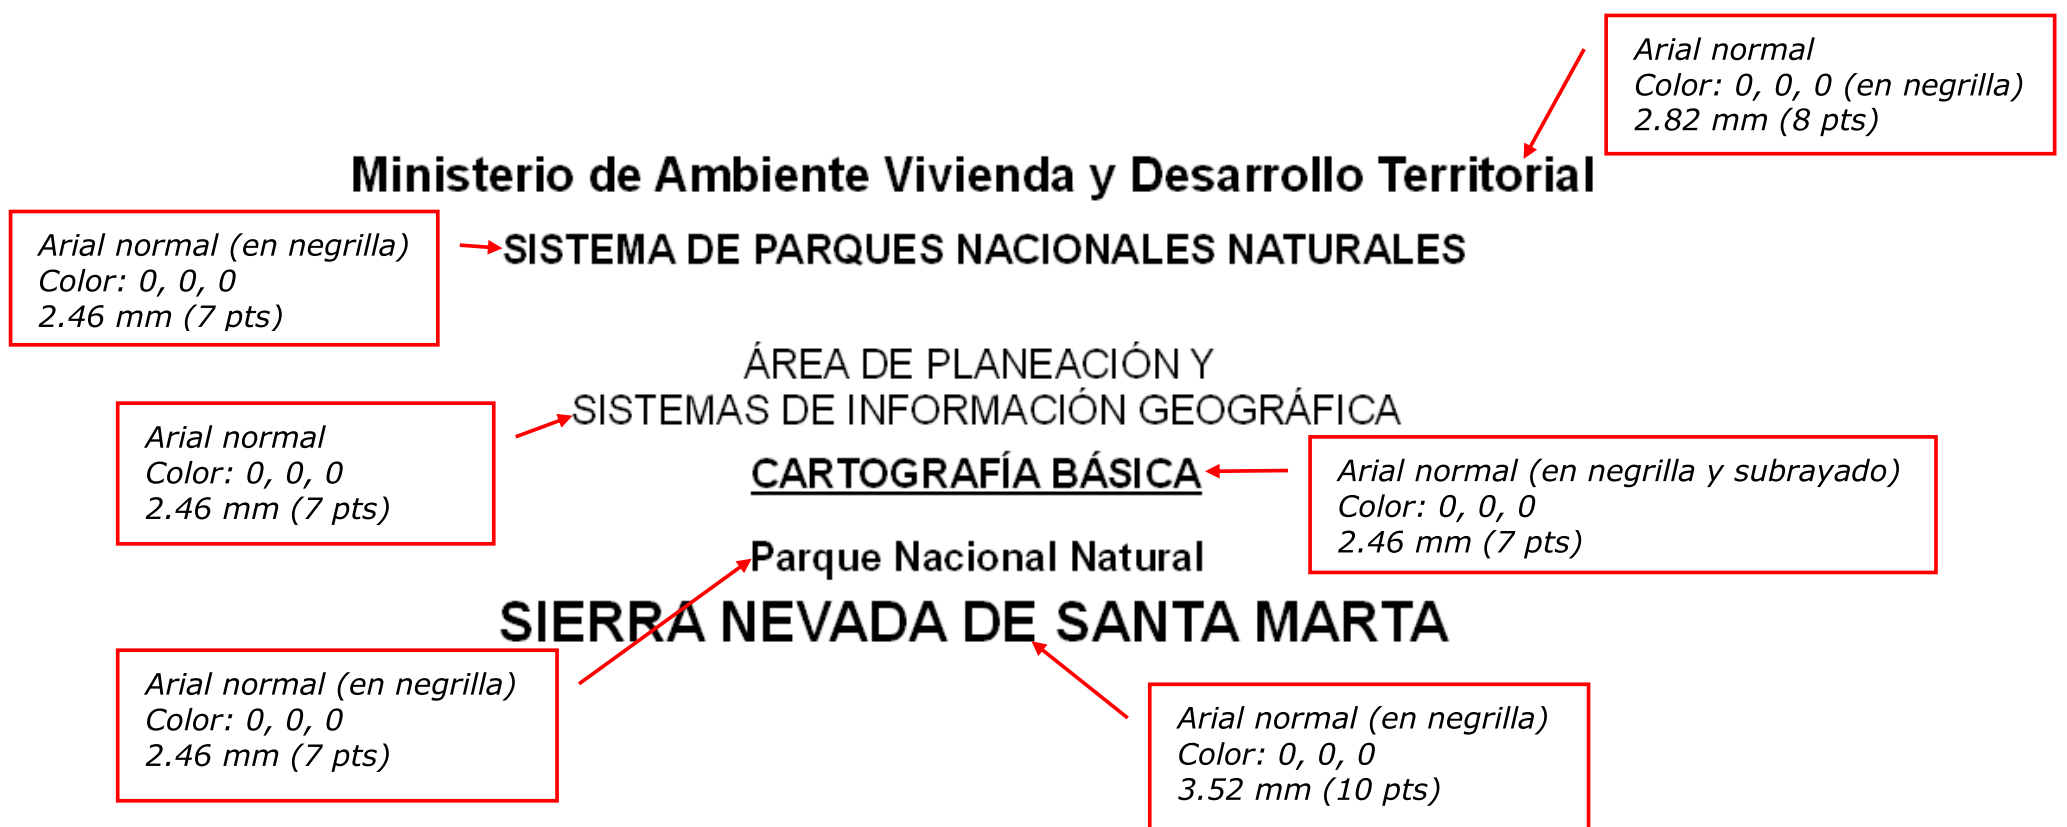 Arial normal
Color: 0, 0, 0 (en negrilla)
2.82 mm (8 pts)
Ministerio de Ambiente Vivienda y Desarrollo Territorial
Arial normal (en negrilla)
Color: 0, 0, 0
2.46 mm (7 pts)
SISTEMA DE PARQUES NACIONALES NATURALES
ÁREA DE PLANEACIÓN Y
SISTEMAS DE INFORMACIÓN GEOGRÁFICA
Arial normal
Color: 0, 0, 0
2.46 mm (7 pts)
CARTOGRAFÍA BÁSICA
Arial normal (en negrilla y subrayado)
Color: 0, 0, 0
2.46 mm (7 pts)
Parque Nacional Natural
SIERRA NEVADA DE SANTA MARTA
Arial normal (en negrilla)
Color: 0, 0, 0
2.46 mm (7 pts)
Arial normal (en negrilla)
Color: 0, 0, 0
3.52 mm (10 pts)